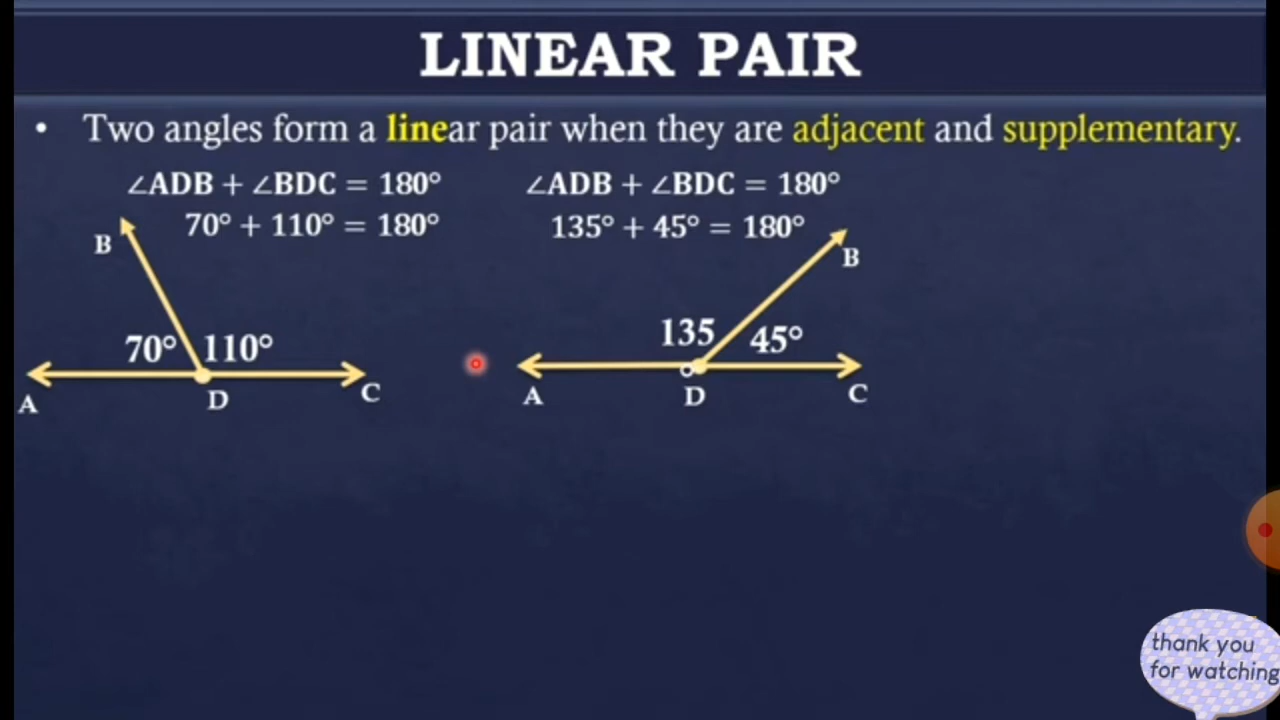 LINEAR PAIR
• Two angles form a linear pair when they are adjacent and supplementary.
∠ADB + ∠BDC = 180°
70° + 110° = 180°
B
70° 110°
A D C
∠ADB + ∠BDC = 180°
135° + 45° = 180°
B
135° 45°
A D C
thank you
for watching